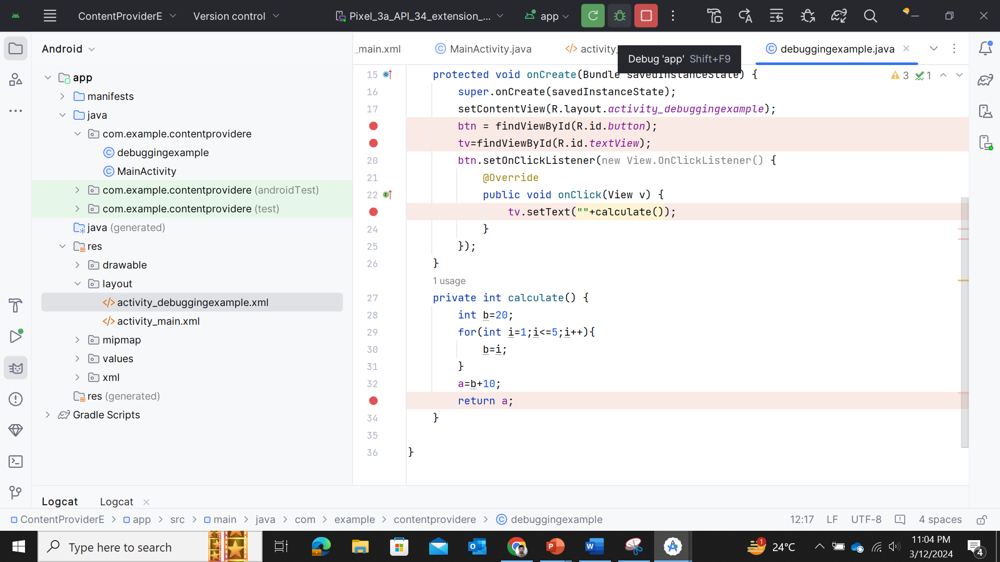 ContentProviderE Version control Pixel_3a_API_34_extension_... app
Android
_main.xml MainActivity.java activity_ debuggingexample.java
Debug 'app' Shift+F9
app
manifests
java
com.example.contentprovidere
debuggingexample
MainActivity
com.example.contentprovidere (androidTest)
com.example.contentprovidere (test)
java (generated)
res
drawable
layout
activity_debuggingexample.xml
activity_main.xml
mipmap
values
xml
res (generated)
Gradle Scripts
3 1
15 protected void onCreate(Bundle savedInstanceState) {
16 super.onCreate(savedInstanceState);
17 setContentView(R.layout.activity_debuggingexample);
btn = findViewById(R.id.button);
tv=findViewById(R.id.textView);
20 btn.setOnClickListener(new View.OnClickListener() {
21 @Override
22 public void onClick(View v) {
tv.setText(""+calculate());
24 }
25 });
26 }
1 usage
27 private int calculate() {
28 int b=20;
29 for(int i=1;i<=5;i++){
30 b=i;
31 }
32 a=b+10;
return a;
34 }
35
36 }
Logcat Logcat
ContentProviderE > app > src > main > java > com > example > contentprovidere > debuggingexample 12:17 LF UTF-8 4 spaces
Type here to search
1 24°C
11:04 PM
3/12/2024
4